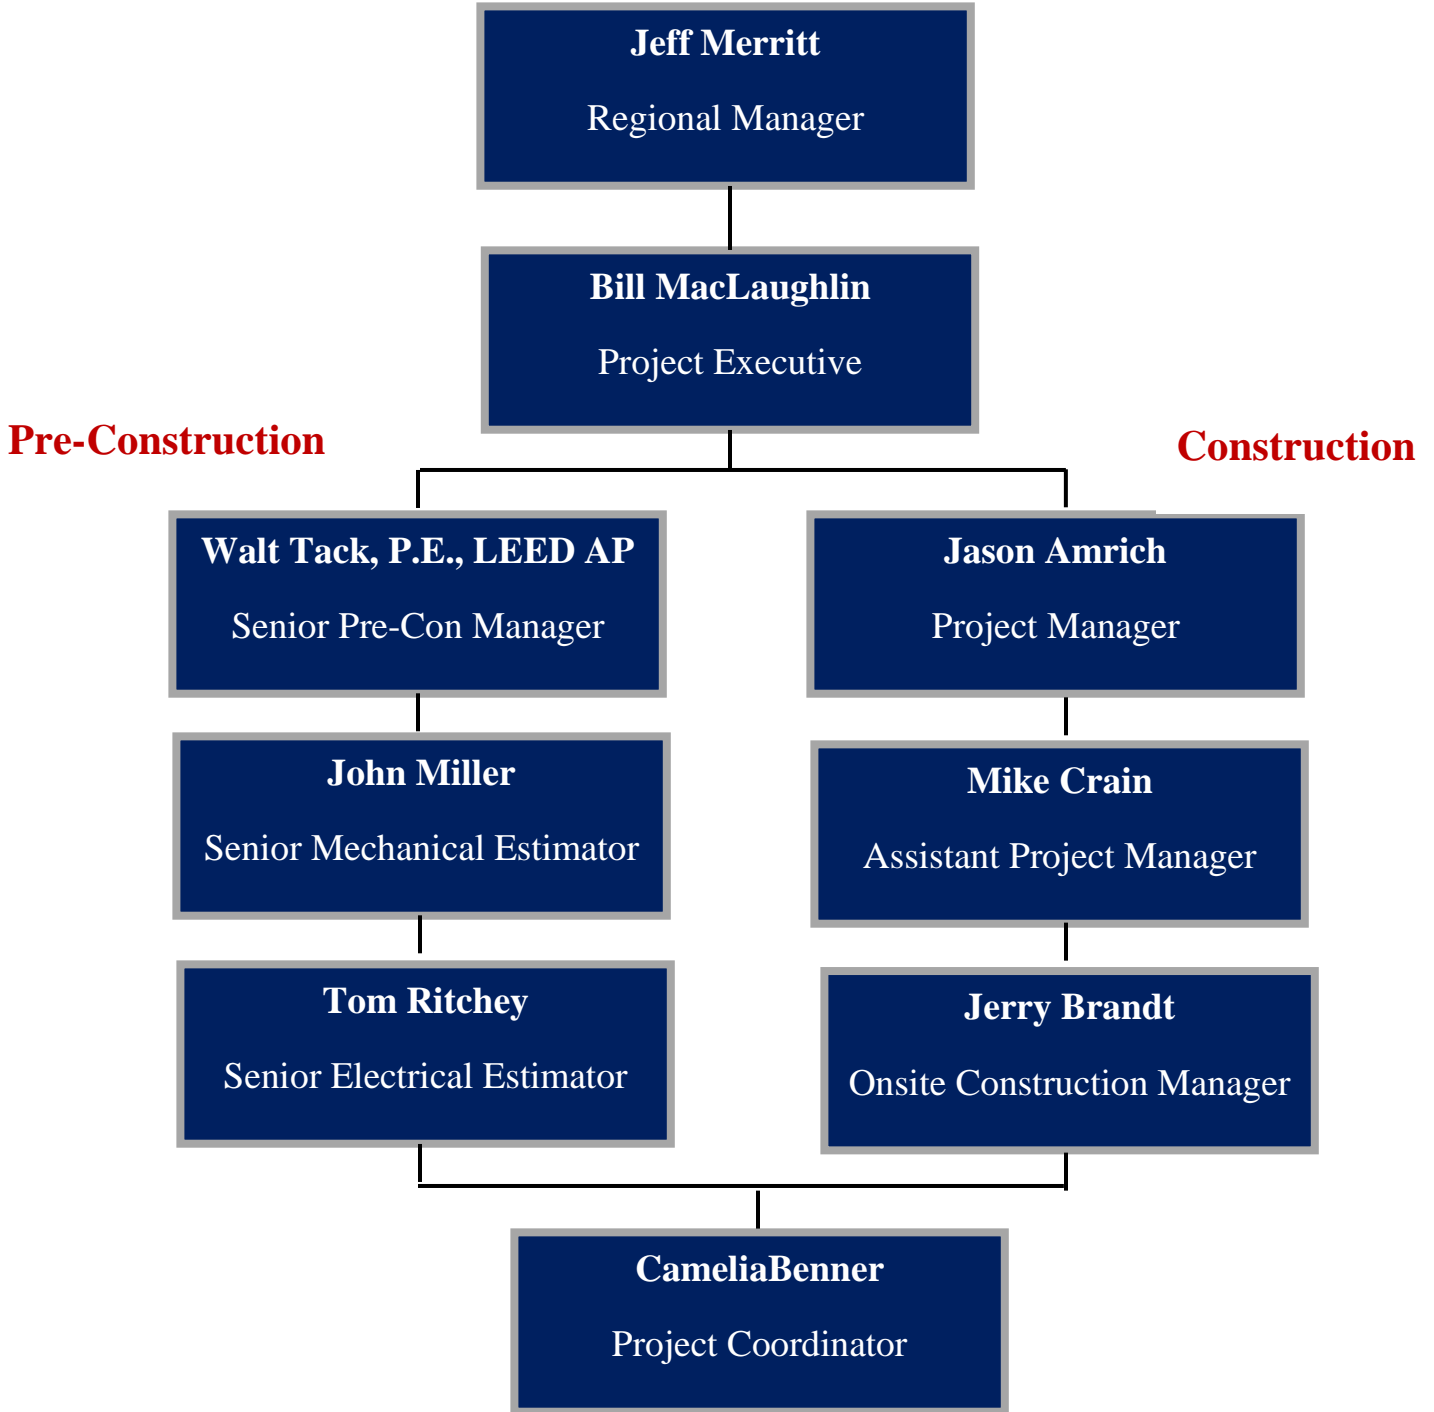 Jeff Merritt
Regional Manager
Bill MacLaughlin
Project Executive
Pre-Construction
Construction
Walt Tack, P.E., LEED AP
Senior Pre-Con Manager
Jason Amrich
Project Manager
John Miller
Senior Mechanical Estimator
Mike Crain
Assistant Project Manager
Tom Ritchey
Senior Electrical Estimator
Jerry Brandt
Onsite Construction Manager
CameliaBenner
Project Coordinator